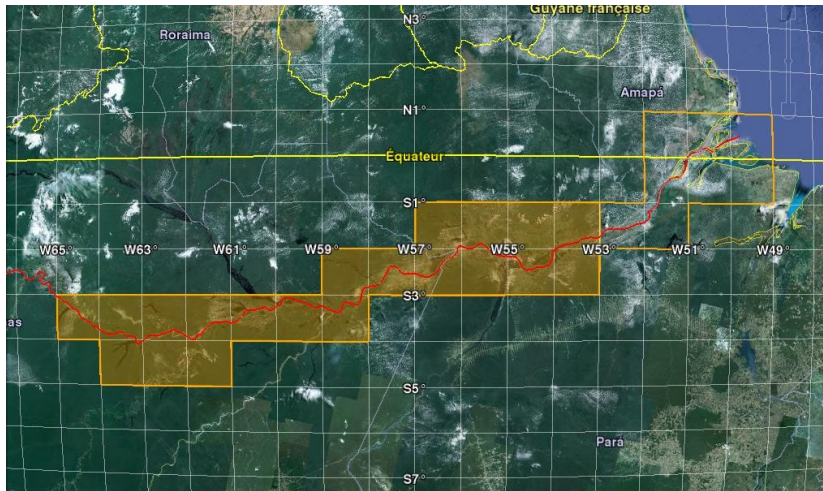 Guyane française
N3°
Roraima
Amapá
N1°
Équateur
S1°
W65° W63° W61° W59° W57° W55° W53° W51° W49°
S3°
as
S5°
Pará
S7°